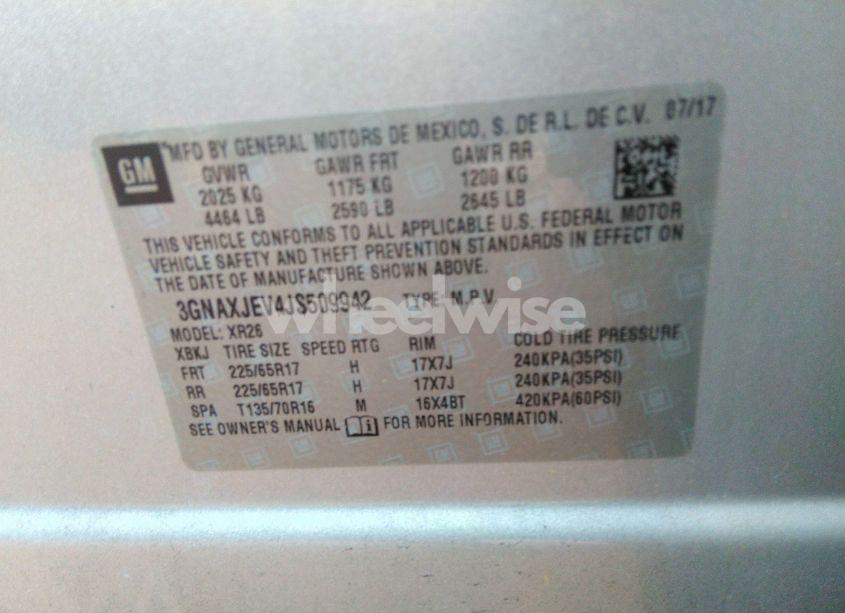 GM
*MFD BY GENERAL MOTORS DE MEXICO, S. DE R.L. DE C.V. 07/17
GVWR GAWR FRT GAWR RR
2025 KG 1175 KG 1200 KG
4464 LB 2590 LB 2645 LB
THIS VEHICLE CONFORMS TO ALL APPLICABLE U.S. FEDERAL MOTOR
VEHICLE SAFETY AND THEFT PREVENTION STANDARDS IN EFFECT ON
THE DATE OF MANUFACTURE SHOWN ABOVE.
3GNAXJEV4JS509942 TYPE: M.P.V.
MODEL: XR26
XBKJ TIRE SIZE SPEED RTG RIM COLD TIRE PRESSURE
FRT 225/65R17 H 17X7J 240KPA(35PSI)
RR 225/65R17 H 17X7J 240KPA(35PSI)
SPA T135/70R16 M 16X4BT 420KPA(60PSI)
SEE OWNER'S MANUAL FOR MORE INFORMATION.
wheelwise